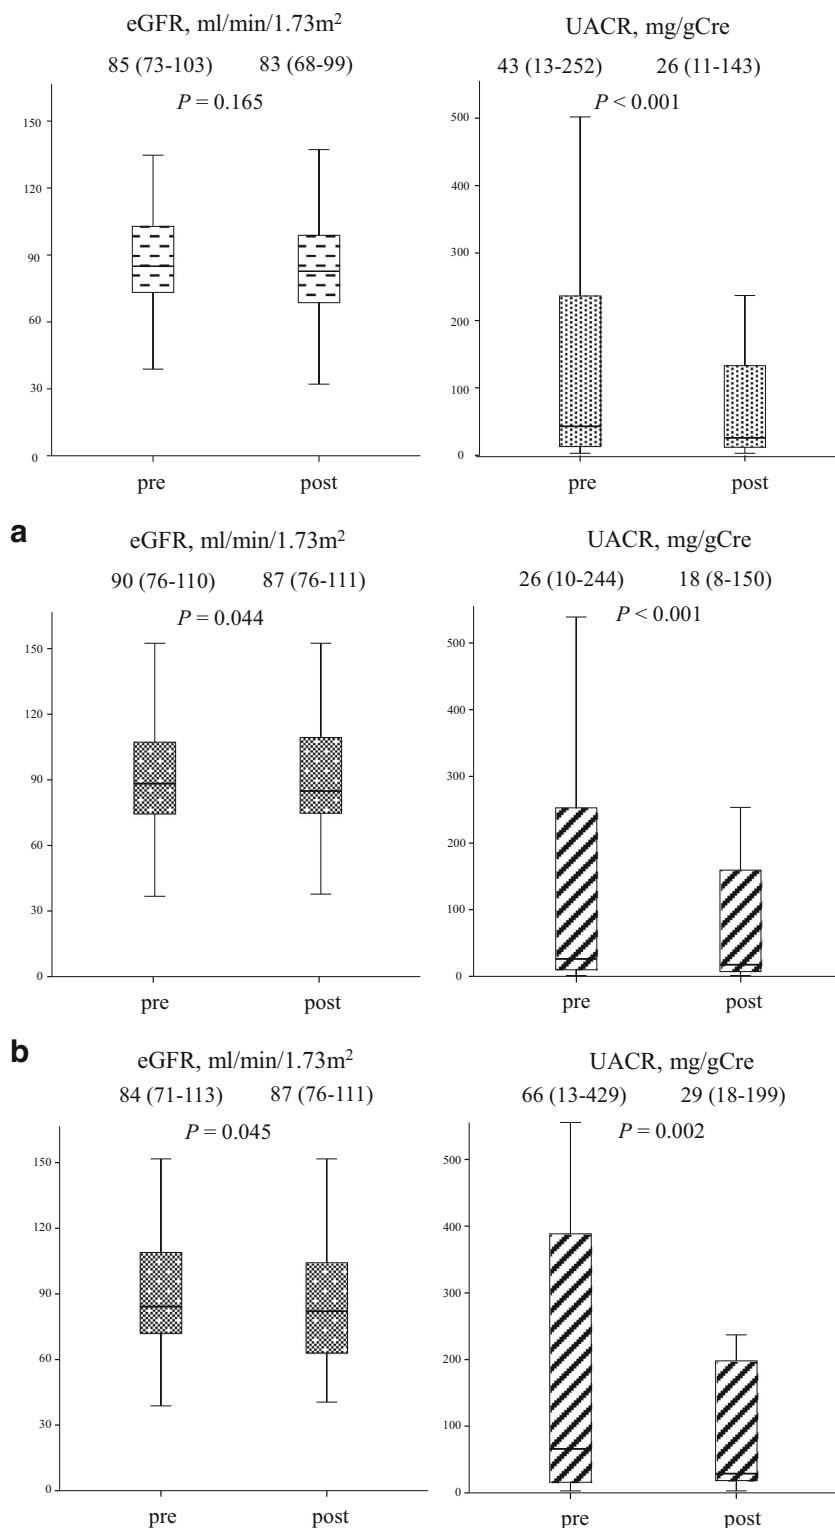 eGFR, ml/min/1.73m²
85 (73-103) 83 (68-99)
P = 0.165
150
120
90
60
30
0
pre post
UACR, mg/gCre
43 (13-252) 26 (11-143)
P < 0.001
500
400
300
200
100
0
pre post
a
eGFR, ml/min/1.73m²
90 (76-110) 87 (76-111)
P = 0.044
150
120
90
60
30
0
pre post
UACR, mg/gCre
26 (10-244) 18 (8-150)
P < 0.001
500
400
300
200
100
0
pre post
b
eGFR, ml/min/1.73m²
84 (71-113) 87 (76-111)
P = 0.045
150
120
90
60
30
0
pre post
UACR, mg/gCre
66 (13-429) 29 (18-199)
P = 0.002
500
400
300
200
100
0
pre post